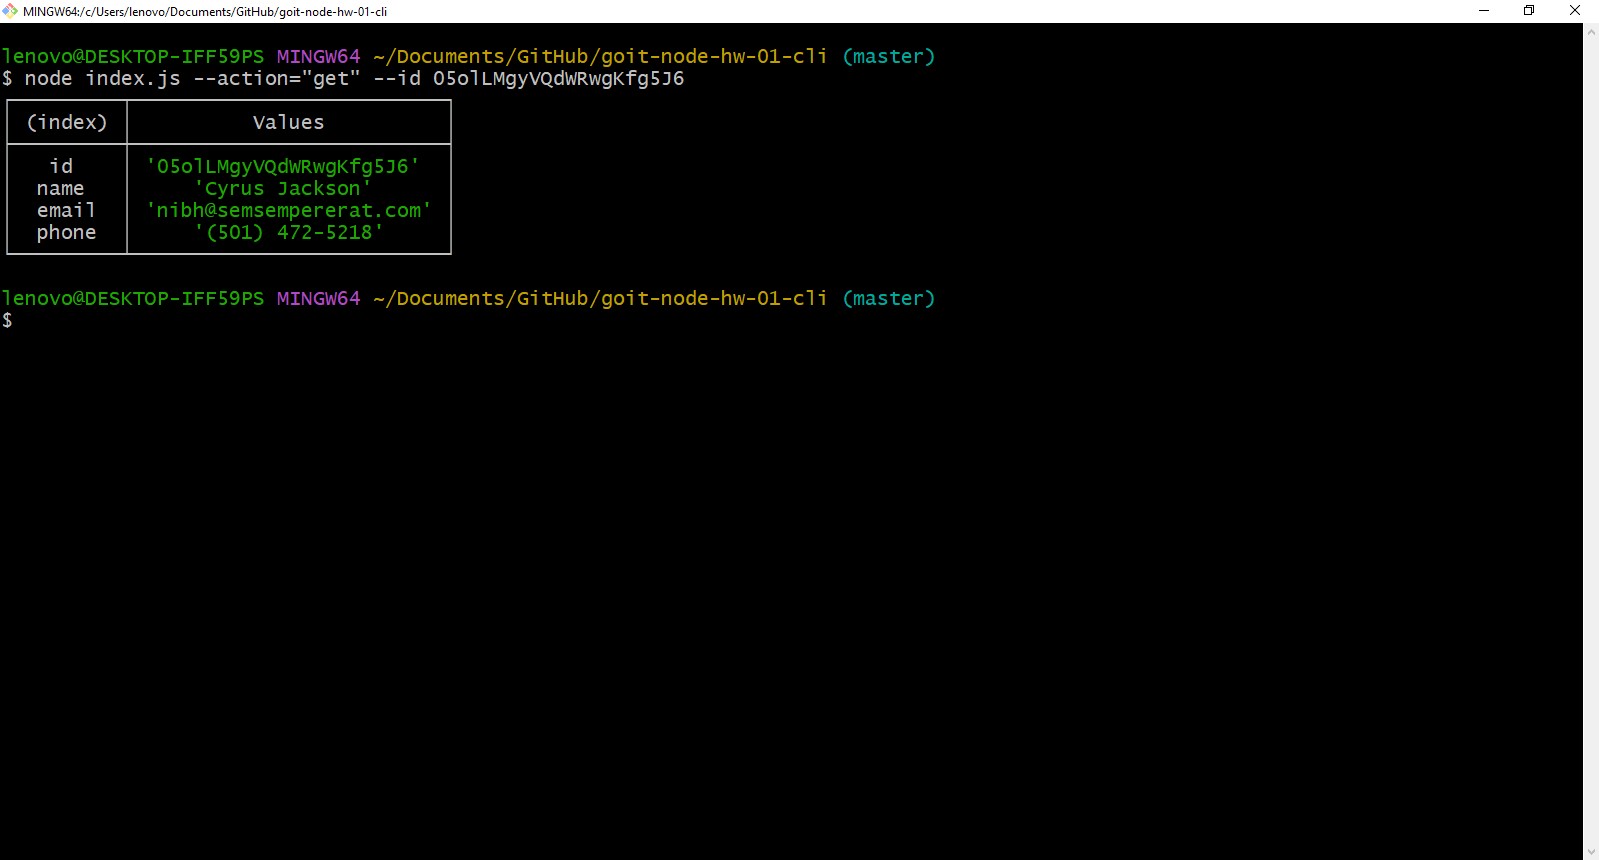 MINGW64:/c/Users/lenovo/Documents/GitHub/goit-node-hw-01-cli
lenovo@DESKTOP-IFF59PS MINGW64 ~/Documents/GitHub/goit-node-hw-01-cli (master)
$ node index.js --action="get" --id O5olLMgyVQdWRwgKfg5J6
(index) Values
id 'O5olLMgyVQdWRwgKfg5J6'
name 'Cyrus Jackson'
email 'nibh@semsempererat.com'
phone '(501) 472-5218'
lenovo@DESKTOP-IFF59PS MINGW64 ~/Documents/GitHub/goit-node-hw-01-cli (master)
$